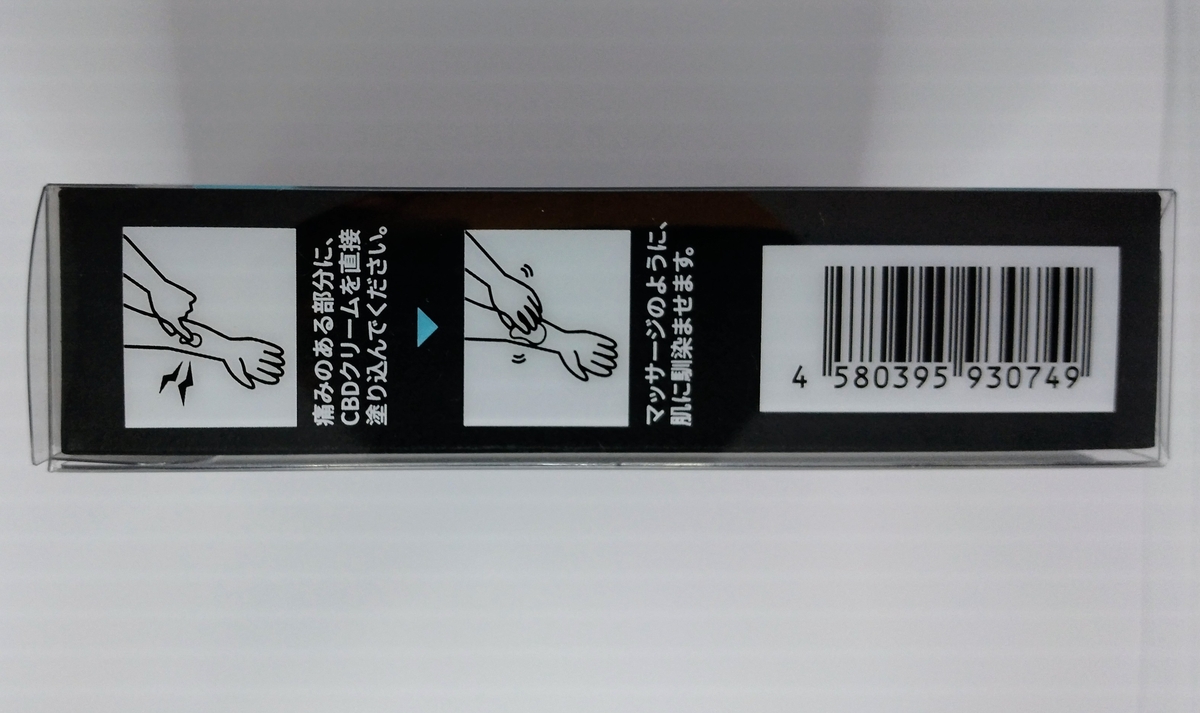 痛みのある部分に、
CBDクリームを直接
塗り込んでください。
マッサージのように、
肌に馴染ませます。
4 580395 930749